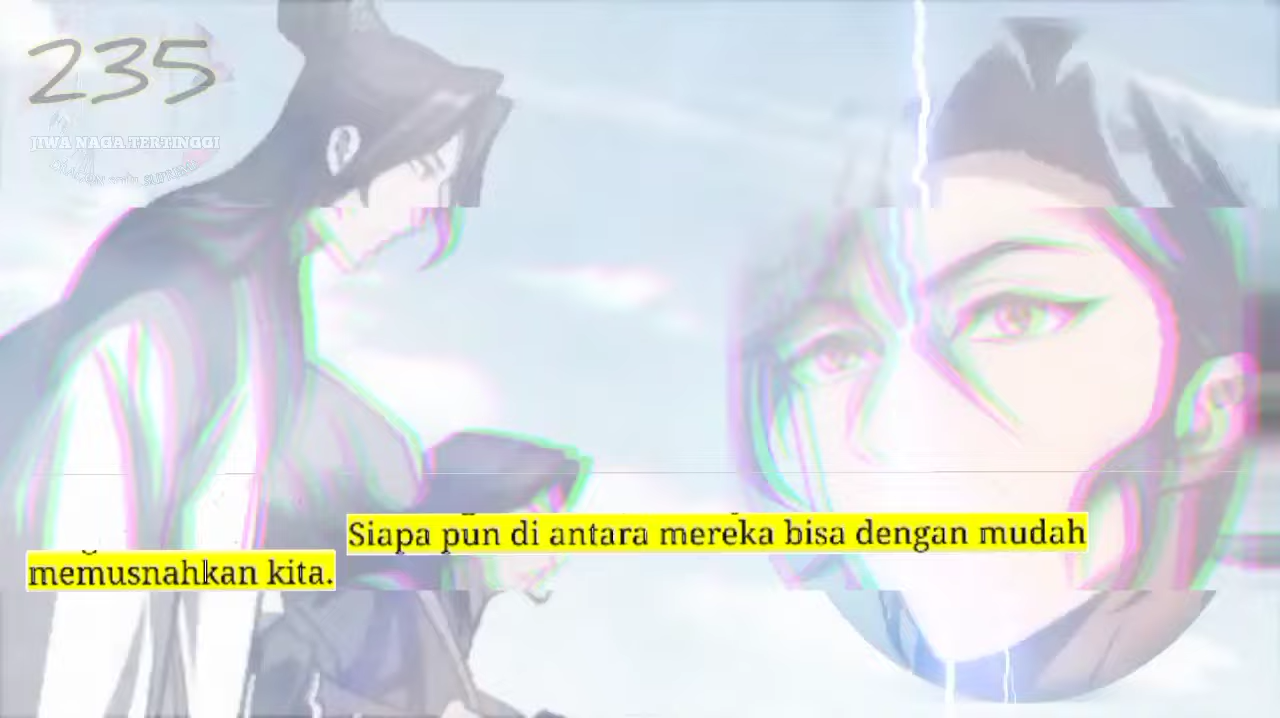 235
JIWA NAGA TERTINGGI
Siapa pun di antara mereka bisa dengan mudah
memusnahkan kita.